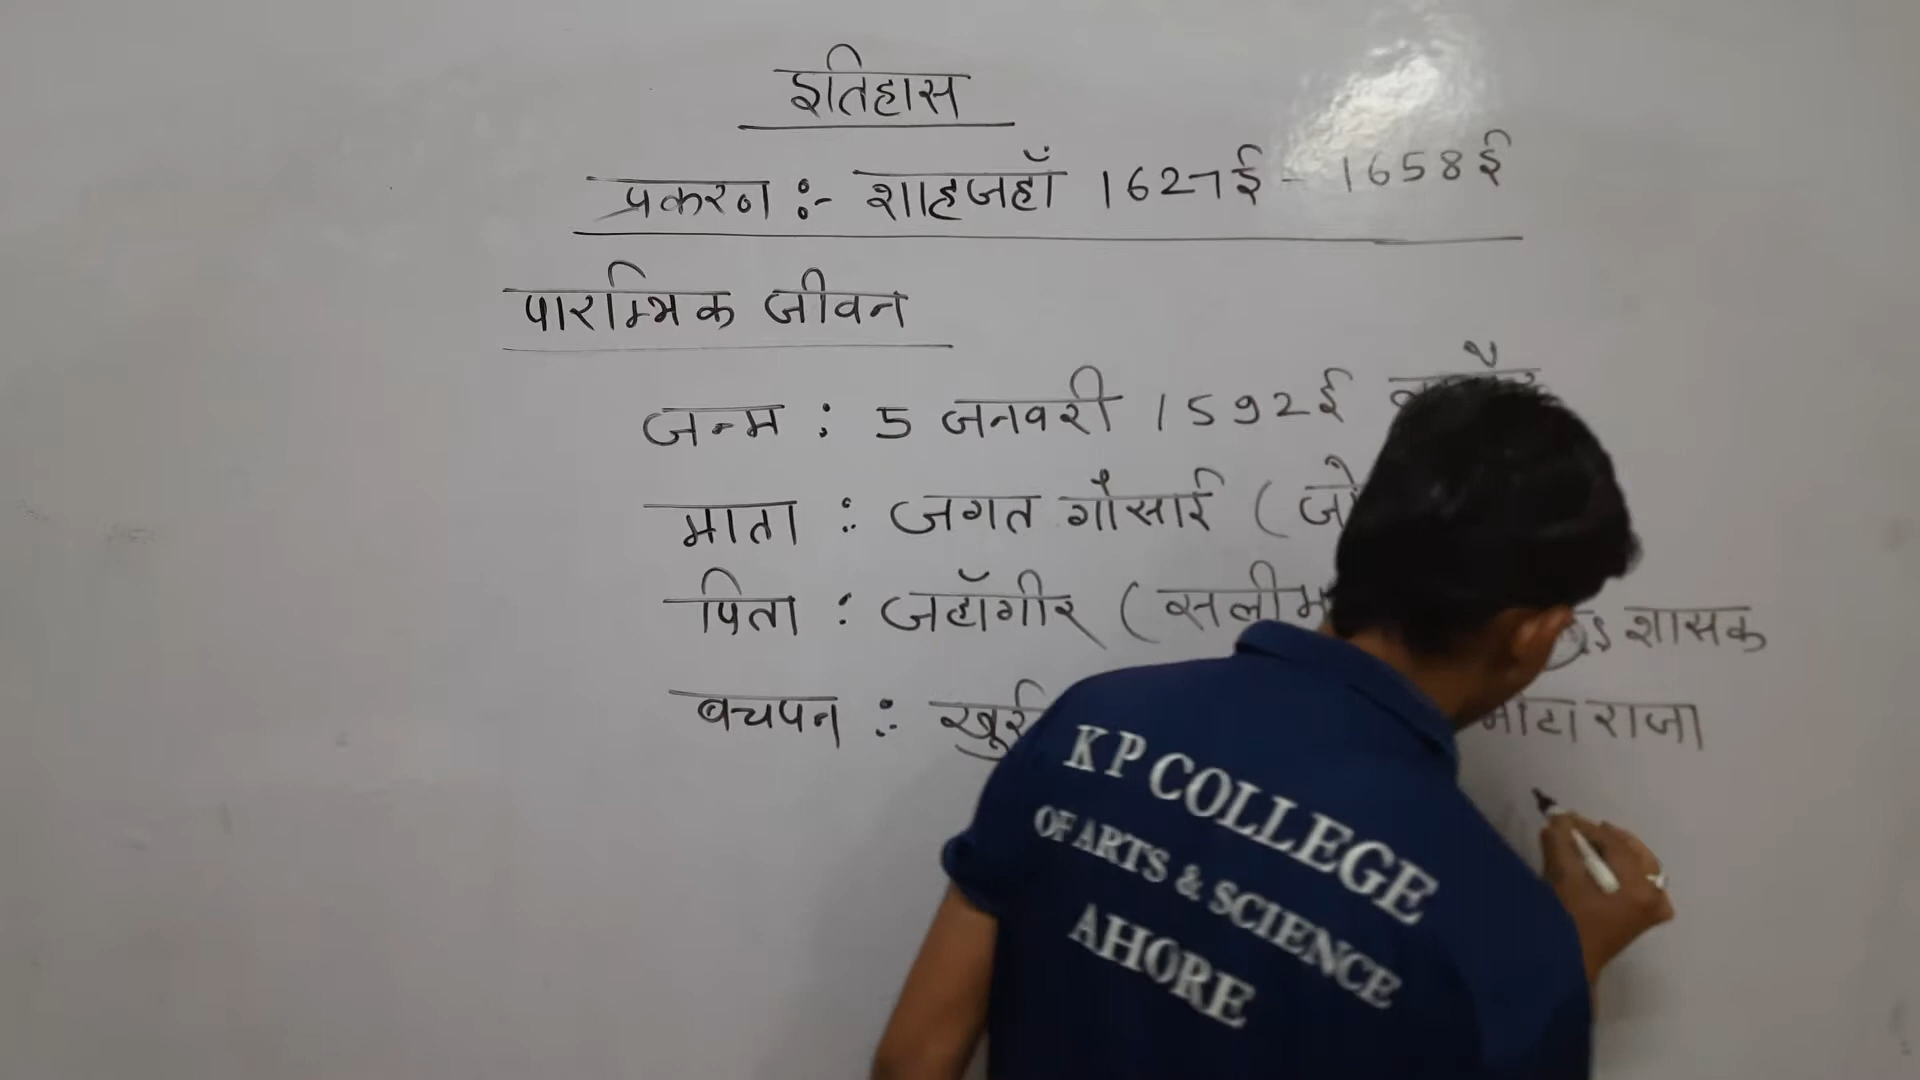 इतिहास
प्रकरण :- शाहजहाँ 1627ई - 1658ई
पारम्भिक जीवन
जन्म : 5 जनवरी 1592ई
माता : जगत गौसाई (
पिता : जहाँगीर (सलीम शासक
बचपन : मोटा राजा
KP COLLEGE
OF ARTS & SCIENCE
AHORE